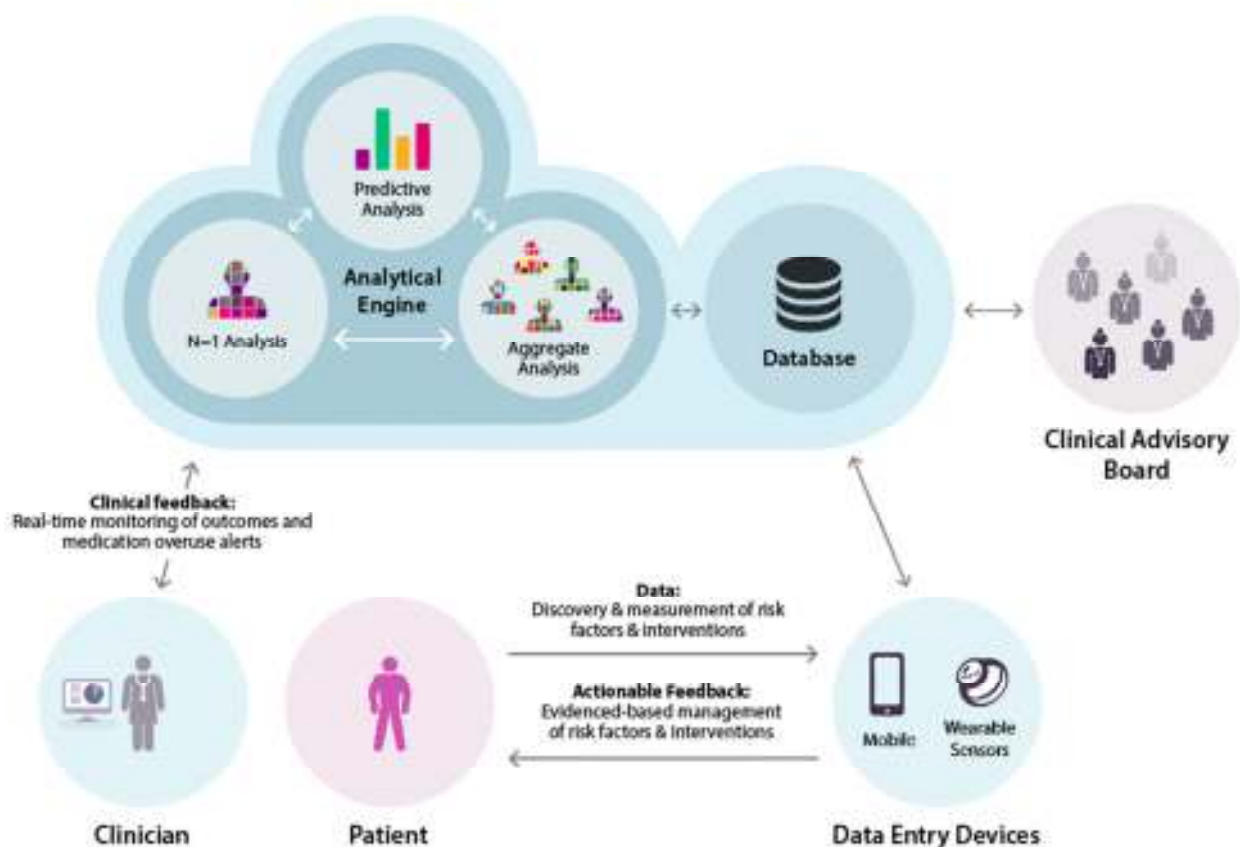 Predictive
Analysis
Analytical
Engine
N=1 Analysis
Aggregate
Analysis
Database
Clinical Advisory
Board
Clinical feedback:
Real-time monitoring of outcomes and
medication overuse alerts
Data:
Discovery & measurement of risk
factors & interventions
Actionable Feedback:
Evidenced-based management
of risk factors & interventions
Mobile
Wearable
Sensors
Clinician
Patient
Data Entry Devices